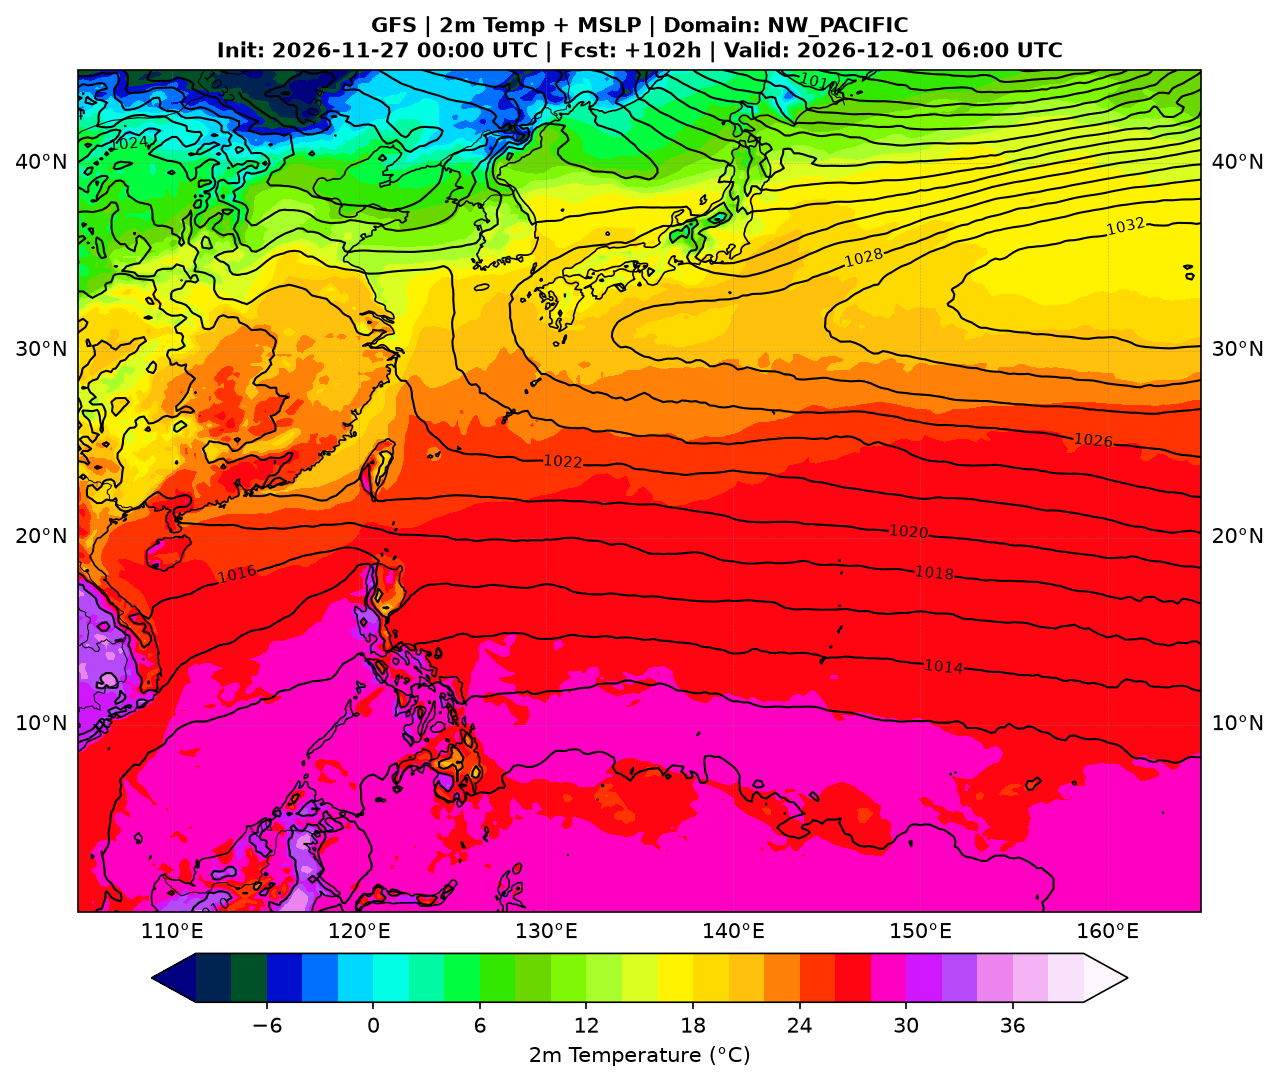 GFS | 2m Temp + MSLP | Domain: NW_PACIFIC
Init: 2026-11-27 00:00 UTC | Fcst: +102h | Valid: 2026-12-01 06:00 UTC
1024
40°N
40°N
1032
1028
30°N
30°N
1026
1022
20°N
20°N
1020
1018
1016
1014
10°N
10°N
110°E
120°E
130°E
140°E
150°E
160°E
−6
0
6
12
18
24
30
36
2m Temperature (°C)